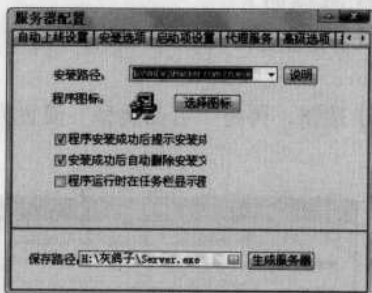 服务器配置
自动上线设置 安装选项 启动项设置 代理服务 高级选项
安装路径: 说明
程序图标: 选择图标
程序安装成功后提示安装
安装成功后自动删除安装文
程序运行时在任务栏显示
保存路径: H:\灰鸽子\Server.exe 生成服务器